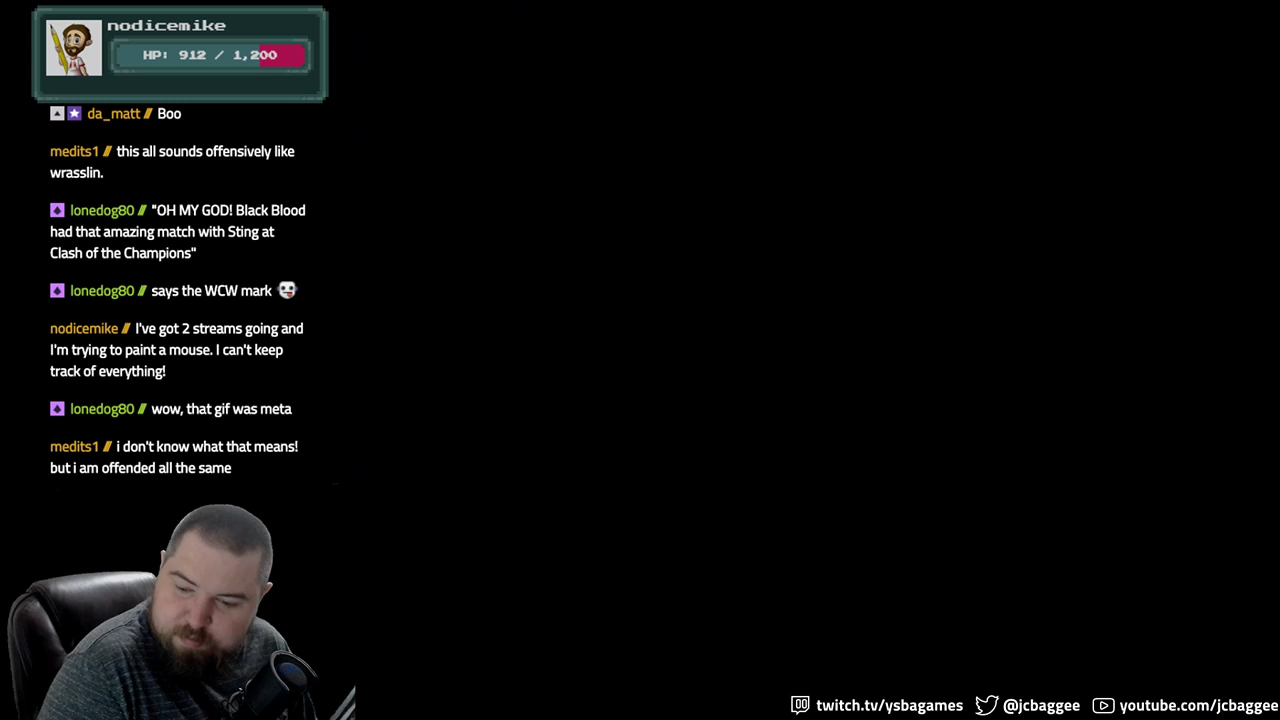 nodicemike
HP: 912 / 1,200
da_matt // Boo
medits1 // this all sounds offensively like
wrasslin.
lonedog80 // "OH MY GOD! Black Blood
had that amazing match with Sting at
Clash of the Champions"
lonedog80 // says the WCW mark
nodicemike // I've got 2 streams going and
I'm trying to paint a mouse. I can't keep
track of everything!
lonedog80 // wow, that gif was meta
medits1 // i don't know what that means!
but i am offended all the same
twitch.tv/ysbagames @jcbaggee youtube.com/jcbaggee